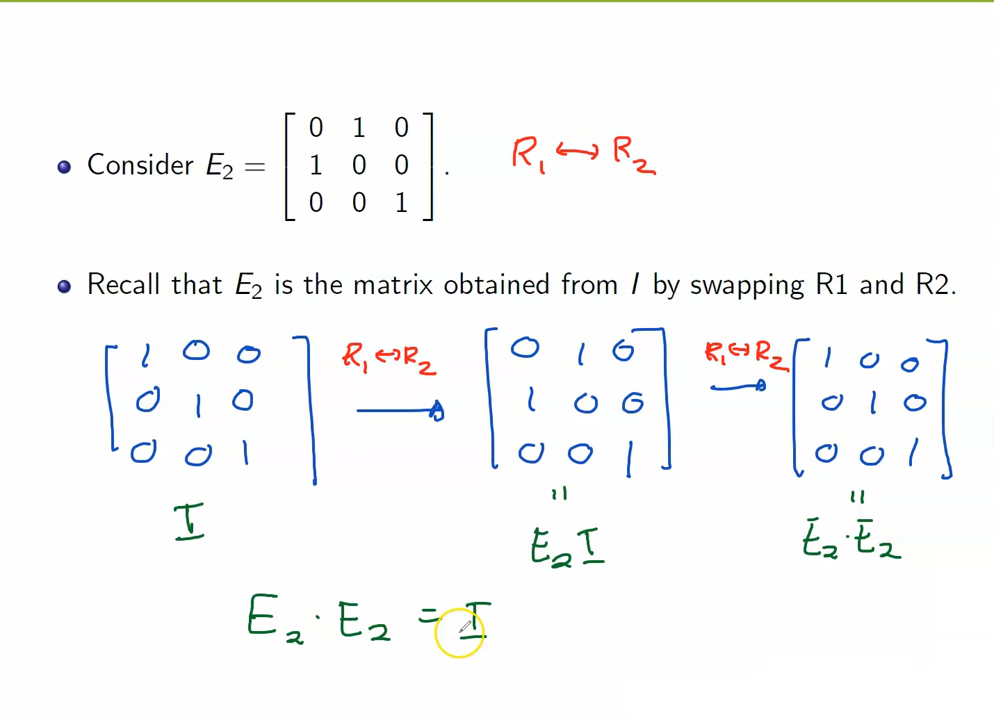 0 1 0
Consider E₂ = 1 0 0 . R₁ ↔ R₂
0 0 1
Recall that E₂ is the matrix obtained from I by swapping R1 and R2.
1 0 0 R₁ ↔ R₂ 0 1 0 R₁ ↔ R₂ 1 0 0
0 1 0 → 1 0 0 → 0 1 0
0 0 1 0 0 1 0 0 1
I = E₂ I = E₂ · E₂
E₂ · E₂ = I